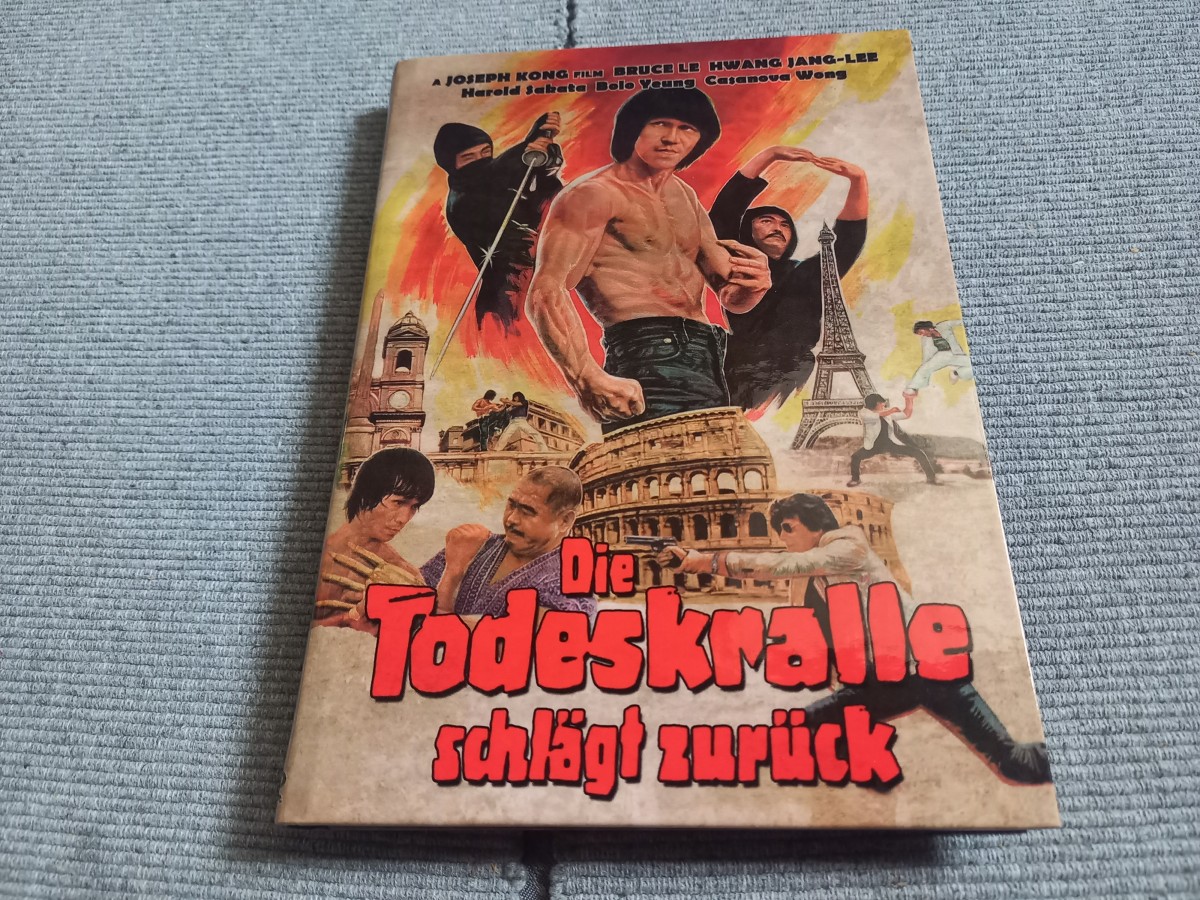 A JOSEPH KONG FILM BRUCE LE HWANG JANG-LEE
Harold Sakata Bolo Yeung Casanova Wong
Die
Todeskralle
schlägt zurück